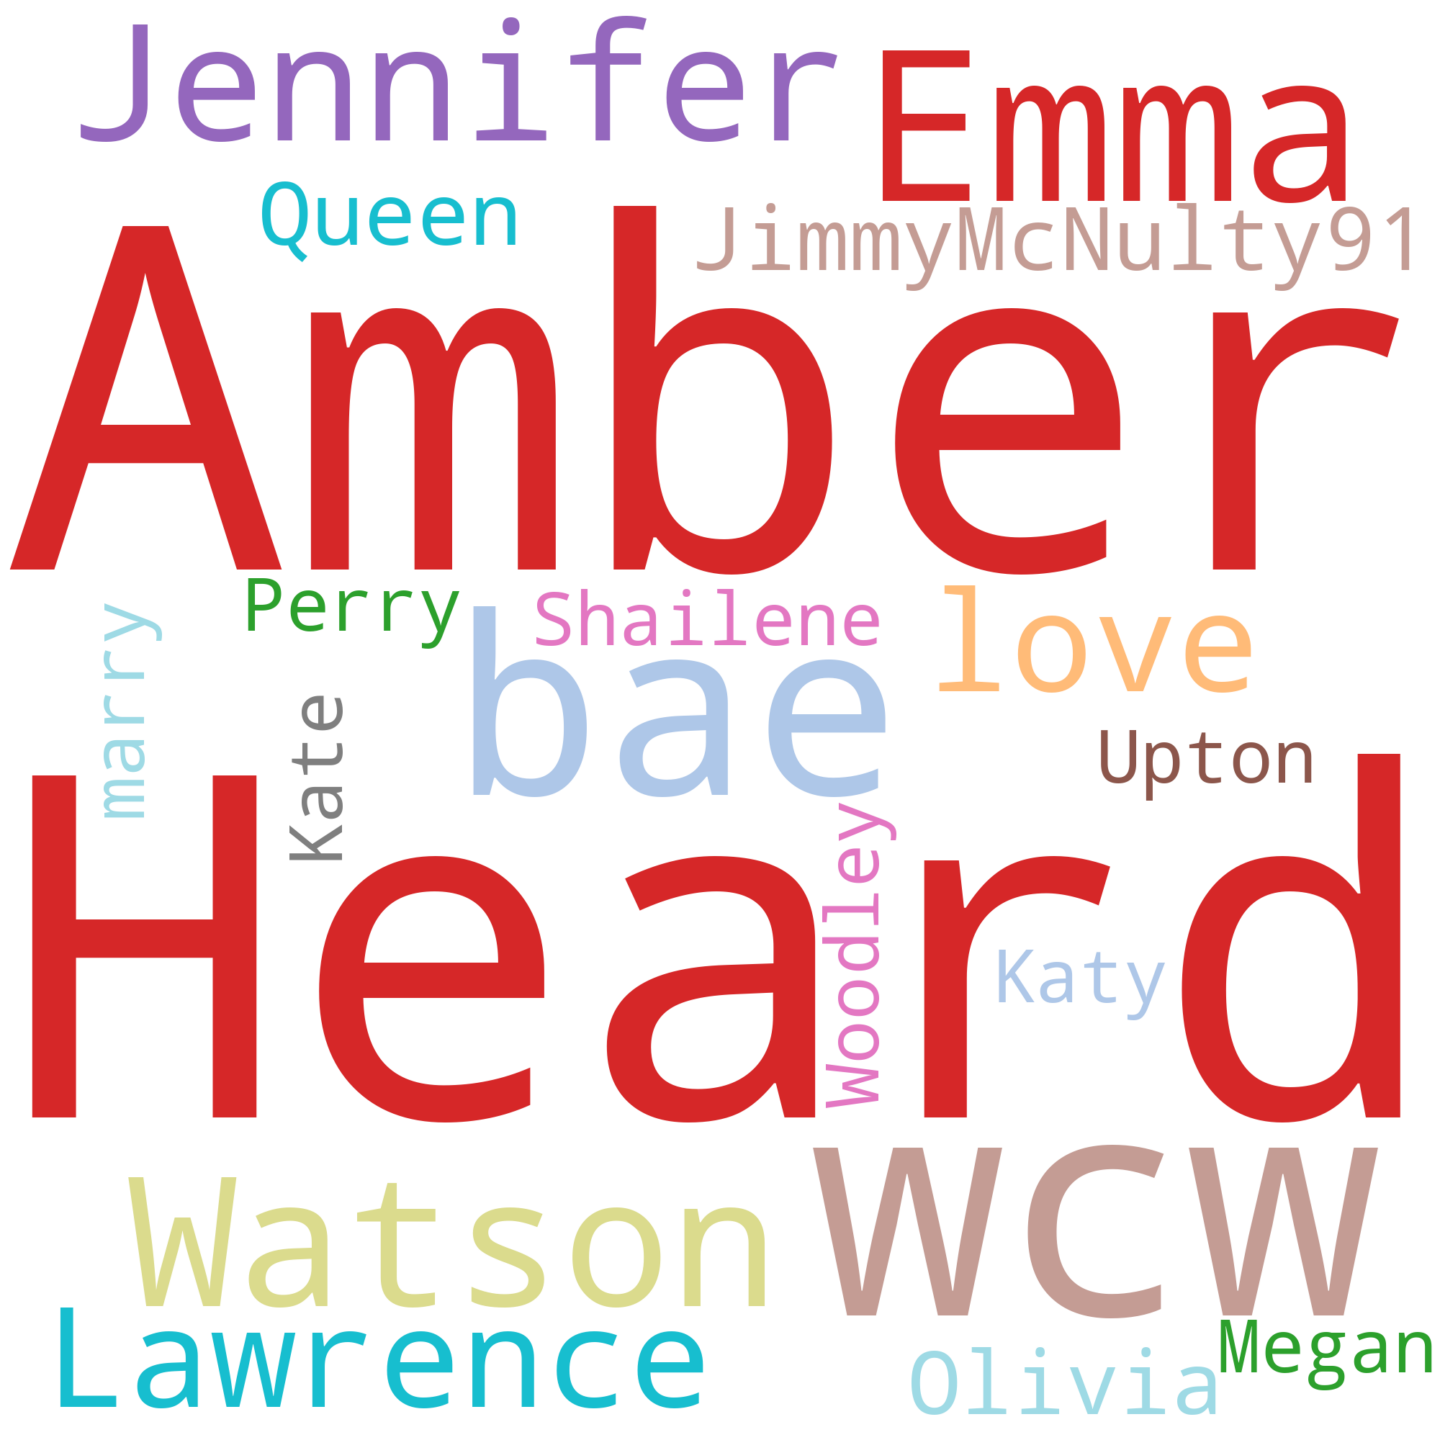 Jennifer
Emma
Queen
JimmyMcNulty91
Amber
Perry
Shailene
love
marry
Kate
bae
Upton
Heard
Woodley
Katy
Watson
wcw
Lawrence
Olivia
Megan